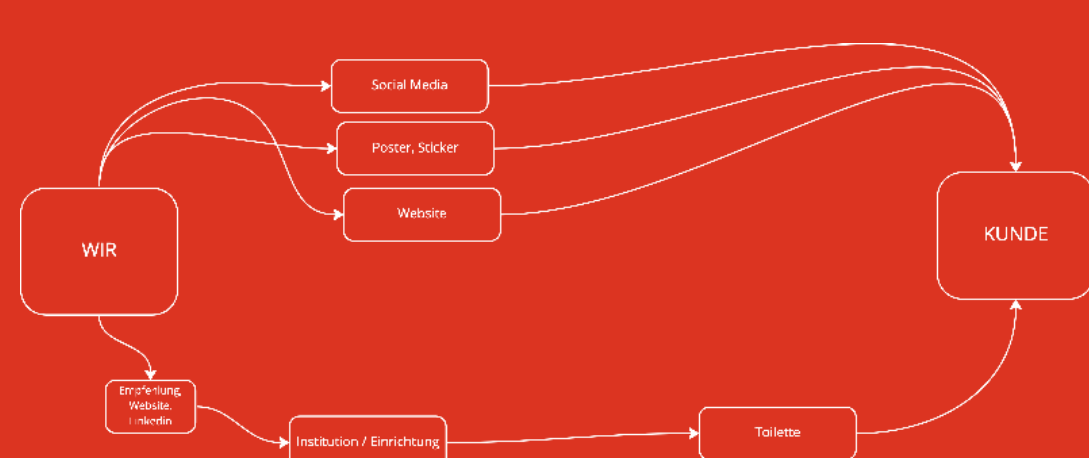 Social Media
Poster, Sticker
Website
WIR
KUNDE
Empfehlung,
Website,
Linkedin
Institution / Einrichtung
Toilette